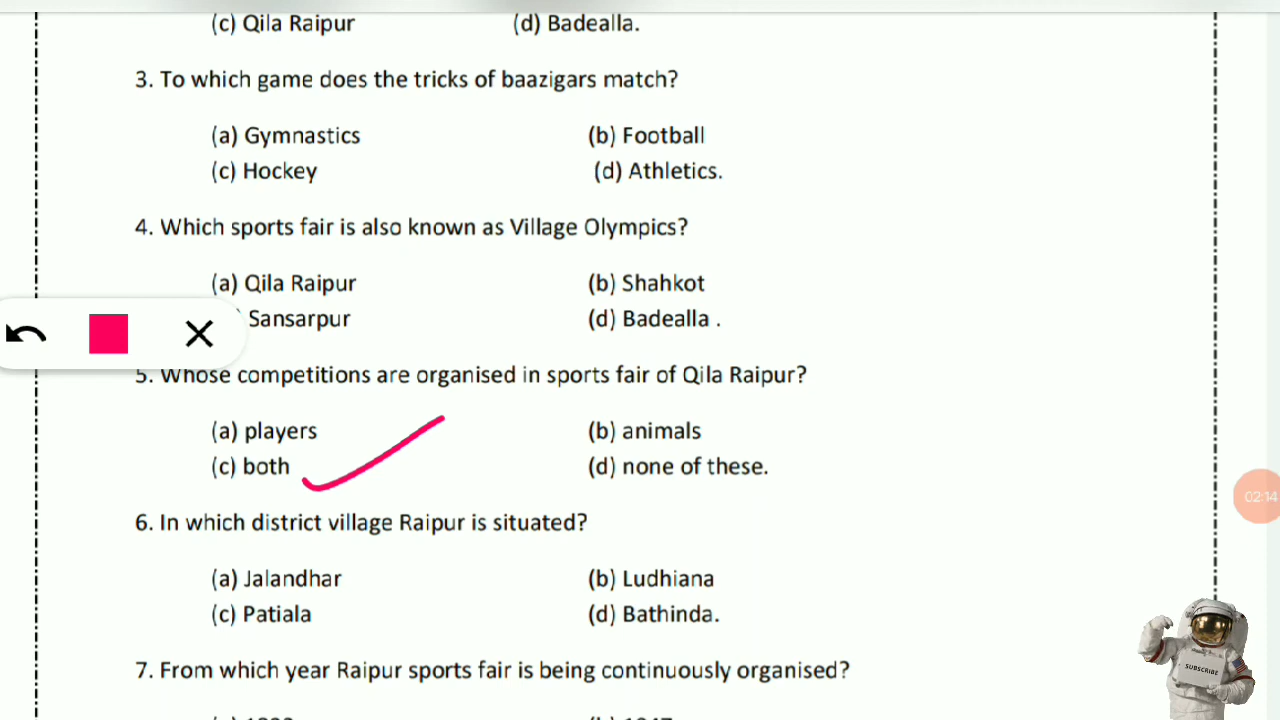 (c) Qila Raipur (d) Badealla.
3. To which game does the tricks of baazigars match?
(a) Gymnastics (b) Football
(c) Hockey (d) Athletics.
4. Which sports fair is also known as Village Olympics?
(a) Qila Raipur (b) Shahkot
Sansarpur (d) Badealla .
5. Whose competitions are organised in sports fair of Qila Raipur?
(a) players (b) animals
(c) both (d) none of these.
02:14
6. In which district village Raipur is situated?
(a) Jalandhar (b) Ludhiana
(c) Patiala (d) Bathinda.
SUBSCRIBE
7. From which year Raipur sports fair is being continuously organised?